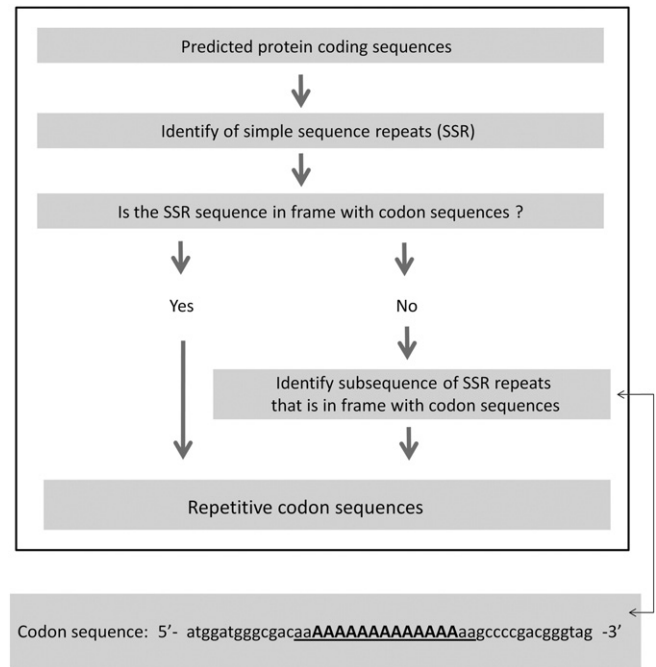 Predicted protein coding sequences
Identify of simple sequence repeats (SSR)
Is the SSR sequence in frame with codon sequences ?
Yes
No
Identify subsequence of SSR repeats
that is in frame with codon sequences
Repetitive codon sequences
Codon sequence: 5’- atggatgggcgacaaAAAAAAAAAAAAAaagccccgacgggtag -3’